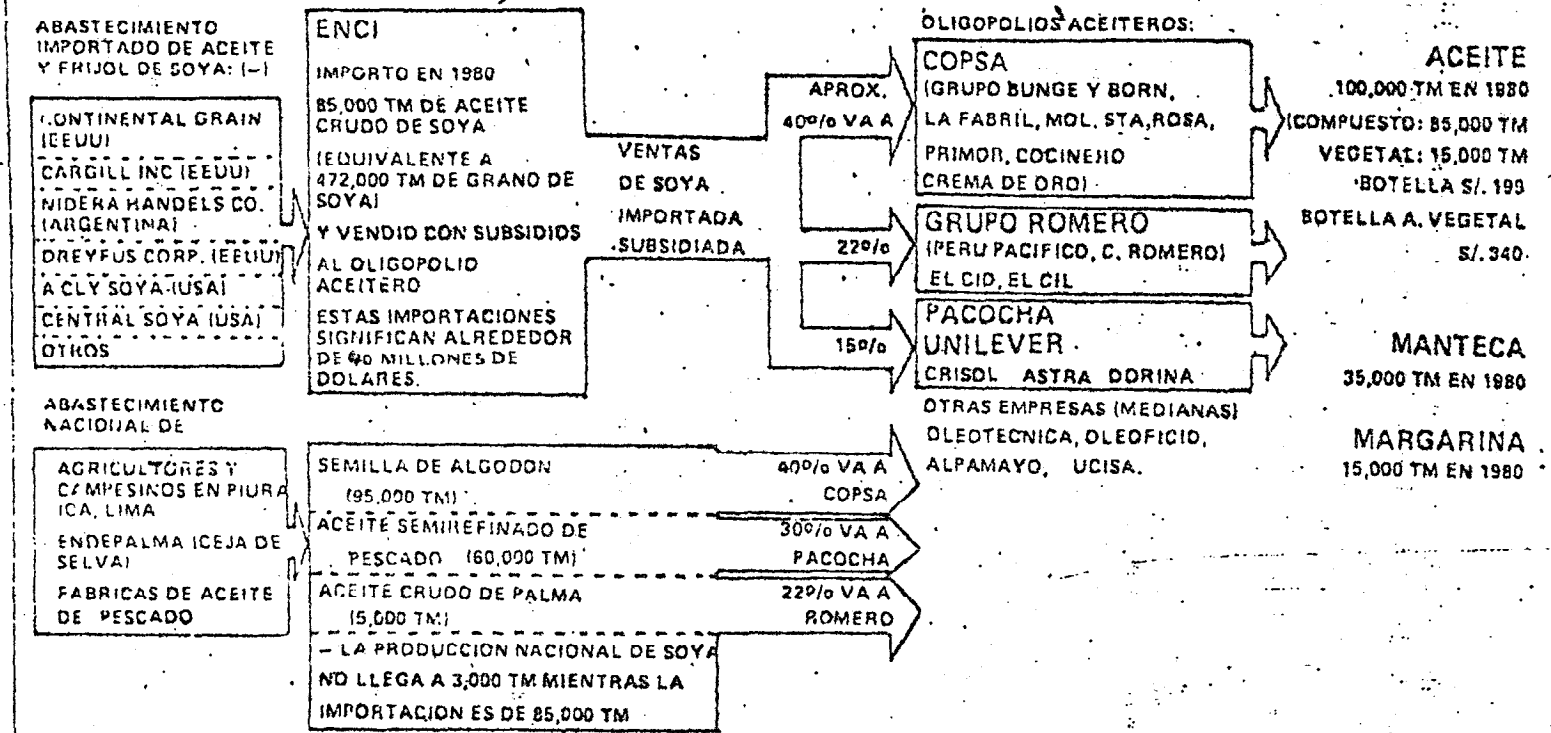 ABASTECIMIENTO
IMPORTADO DE ACEITE
Y FRIJOL DE SOYA: (-)
CONTINENTAL GRAIN
(EEUU)
CARGILL INC (EEUU)
NIDERA HANDELS CO.
(ARGENTINA)
DREYFUS CORP. (EEUU)
A CLY SOYA (USA)
CENTRAL SOYA (USA)
OTROS
ENCI
IMPORTO EN 1980
85,000 TM DE ACEITE
CRUDO DE SOYA
(EQUIVALENTE A
472,000 TM DE GRANO DE
SOYA)
Y VENDIO CON SUBSIDIOS
AL OLIGOPOLIO
ACEITERO
ESTAS IMPORTACIONES
SIGNIFICAN ALREDEDOR
DE MILLONES DE
DOLARES.
VENTAS
DE SOYA
IMPORTADA
SUBSIDIADA
APROX.
40º/o VA A
22º/o
15º/o
OLIGOPOLIOS ACEITEROS:
COPSA
(GRUPO BUNGE Y BORN,
LA FABRIL, MOL. STA, ROSA,
PRIMOR, COCINERO
CREMA DE ORO)
GRUPO ROMERO
(PERU PACIFICO, C. ROMERO)
EL CID, EL CIL
PACOCHA
UNILEVER
CRISOL ASTRA DORINA
OTRAS EMPRESAS (MEDIANAS)
OLEOTECNICA, OLEOFICIO,
ALPAMAYO, UCISA.
ACEITE
100,000 TM EN 1980
(COMPUESTO: 85,000 TM
VEGETAL: 15,000 TM
BOTELLA S/. 199
BOTELLA A. VEGETAL
S/. 340
MANTECA
35,000 TM EN 1980
MARGARINA
15,000 TM EN 1980
ABASTECIMIENTO
NACIONAL DE
AGRICULTORES Y
CAMPESINOS EN PIURA
ICA, LIMA
ENDEPALMA (CEJA DE
SELVA)
FABRICAS DE ACEITE
DE PESCADO
SEMILLA DE ALGODON
(95,000 TM)
40º/o VA A
COPSA
ACEITE SEMIREFINADO DE
PESCADO (60,000 TM)
30º/o VA A
PACOCHA
ACEITE CRUDO DE PALMA
(5,000 TM)
22º/o VA A
ROMERO
- LA PRODUCCION NACIONAL DE SOYA
NO LLEGA A 3,000 TM MIENTRAS LA
IMPORTACION ES DE 85,000 TM